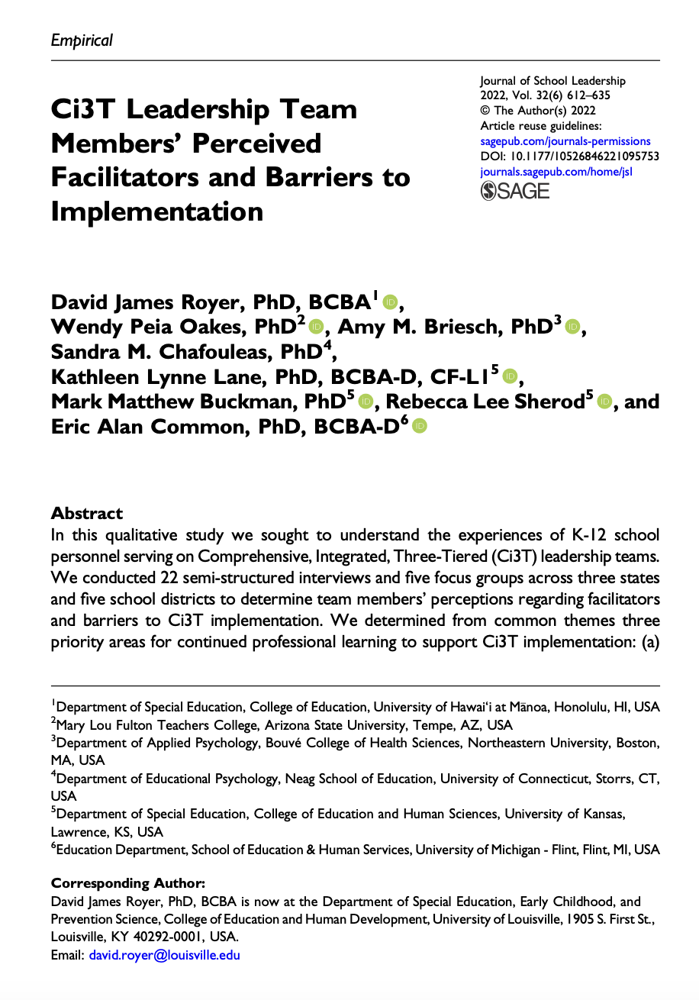 Empirical
Ci3T Leadership Team
Members’ Perceived
Facilitators and Barriers to
Implementation
Journal of School Leadership
2022, Vol. 32(6) 612–635
© The Author(s) 2022
Article reuse guidelines:
sagepub.com/journals-permissions
DOI: 10.1177/10526846221095753
journals.sagepub.com/home/jsl
SAGE
David James Royer, PhD, BCBA1 iD,
Wendy Peia Oakes, PhD2 iD, Amy M. Briesch, PhD3 iD,
Sandra M. Chafouleas, PhD4,
Kathleen Lynne Lane, PhD, BCBA-D, CF-L15 iD,
Mark Matthew Buckman, PhD5 iD, Rebecca Lee Sherod5 iD, and
Eric Alan Common, PhD, BCBA-D6 iD
Abstract
In this qualitative study we sought to understand the experiences of K-12 school
personnel serving on Comprehensive, Integrated, Three-Tiered (Ci3T) leadership teams.
We conducted 22 semi-structured interviews and five focus groups across three states
and five school districts to determine team members’ perceptions regarding facilitators
and barriers to Ci3T implementation. We determined from common themes three
priority areas for continued professional learning to support Ci3T implementation: (a)
1Department of Special Education, College of Education, University of Hawai‘i at Mānoa, Honolulu, HI, USA
2Mary Lou Fulton Teachers College, Arizona State University, Tempe, AZ, USA
3Department of Applied Psychology, Bouvé College of Health Sciences, Northeastern University, Boston,
MA, USA
4Department of Educational Psychology, Neag School of Education, University of Connecticut, Storrs, CT,
USA
5Department of Special Education, College of Education and Human Sciences, University of Kansas,
Lawrence, KS, USA
6Education Department, School of Education & Human Services, University of Michigan - Flint, Flint, MI, USA
Corresponding Author:
David James Royer, PhD, BCBA is now at the Department of Special Education, Early Childhood, and
Prevention Science, College of Education and Human Development, University of Louisville, 1905 S. First St.,
Louisville, KY 40292-0001, USA.
Email: david.royer@louisville.edu